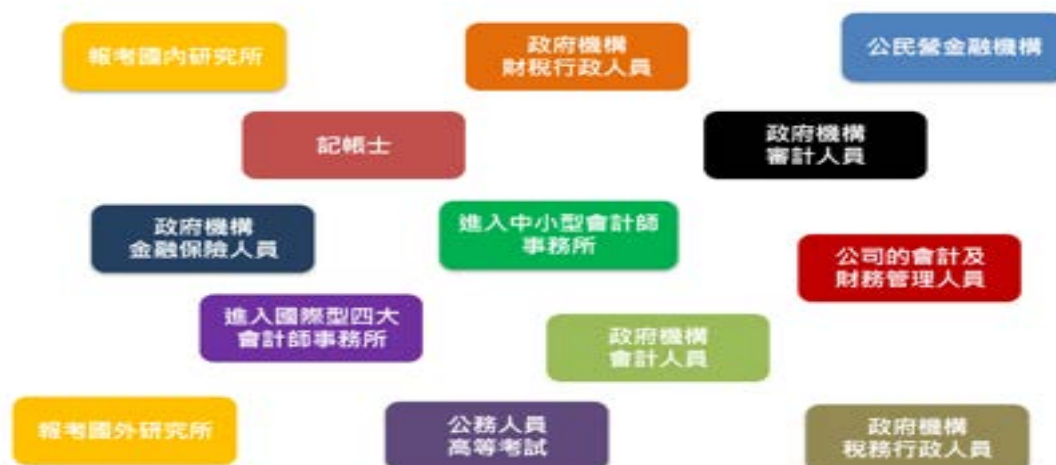 報考國內研究所
政府機構
財稅行政人員
公民營金融機構
記帳士
政府機構
審計人員
政府機構
金融保險人員
進入中小型會計師
事務所
公司的會計及
財務管理人員
進入國際型四大
會計師事務所
政府機構
會計人員
報考國外研究所
公務人員
高等考試
政府機構
稅務行政人員